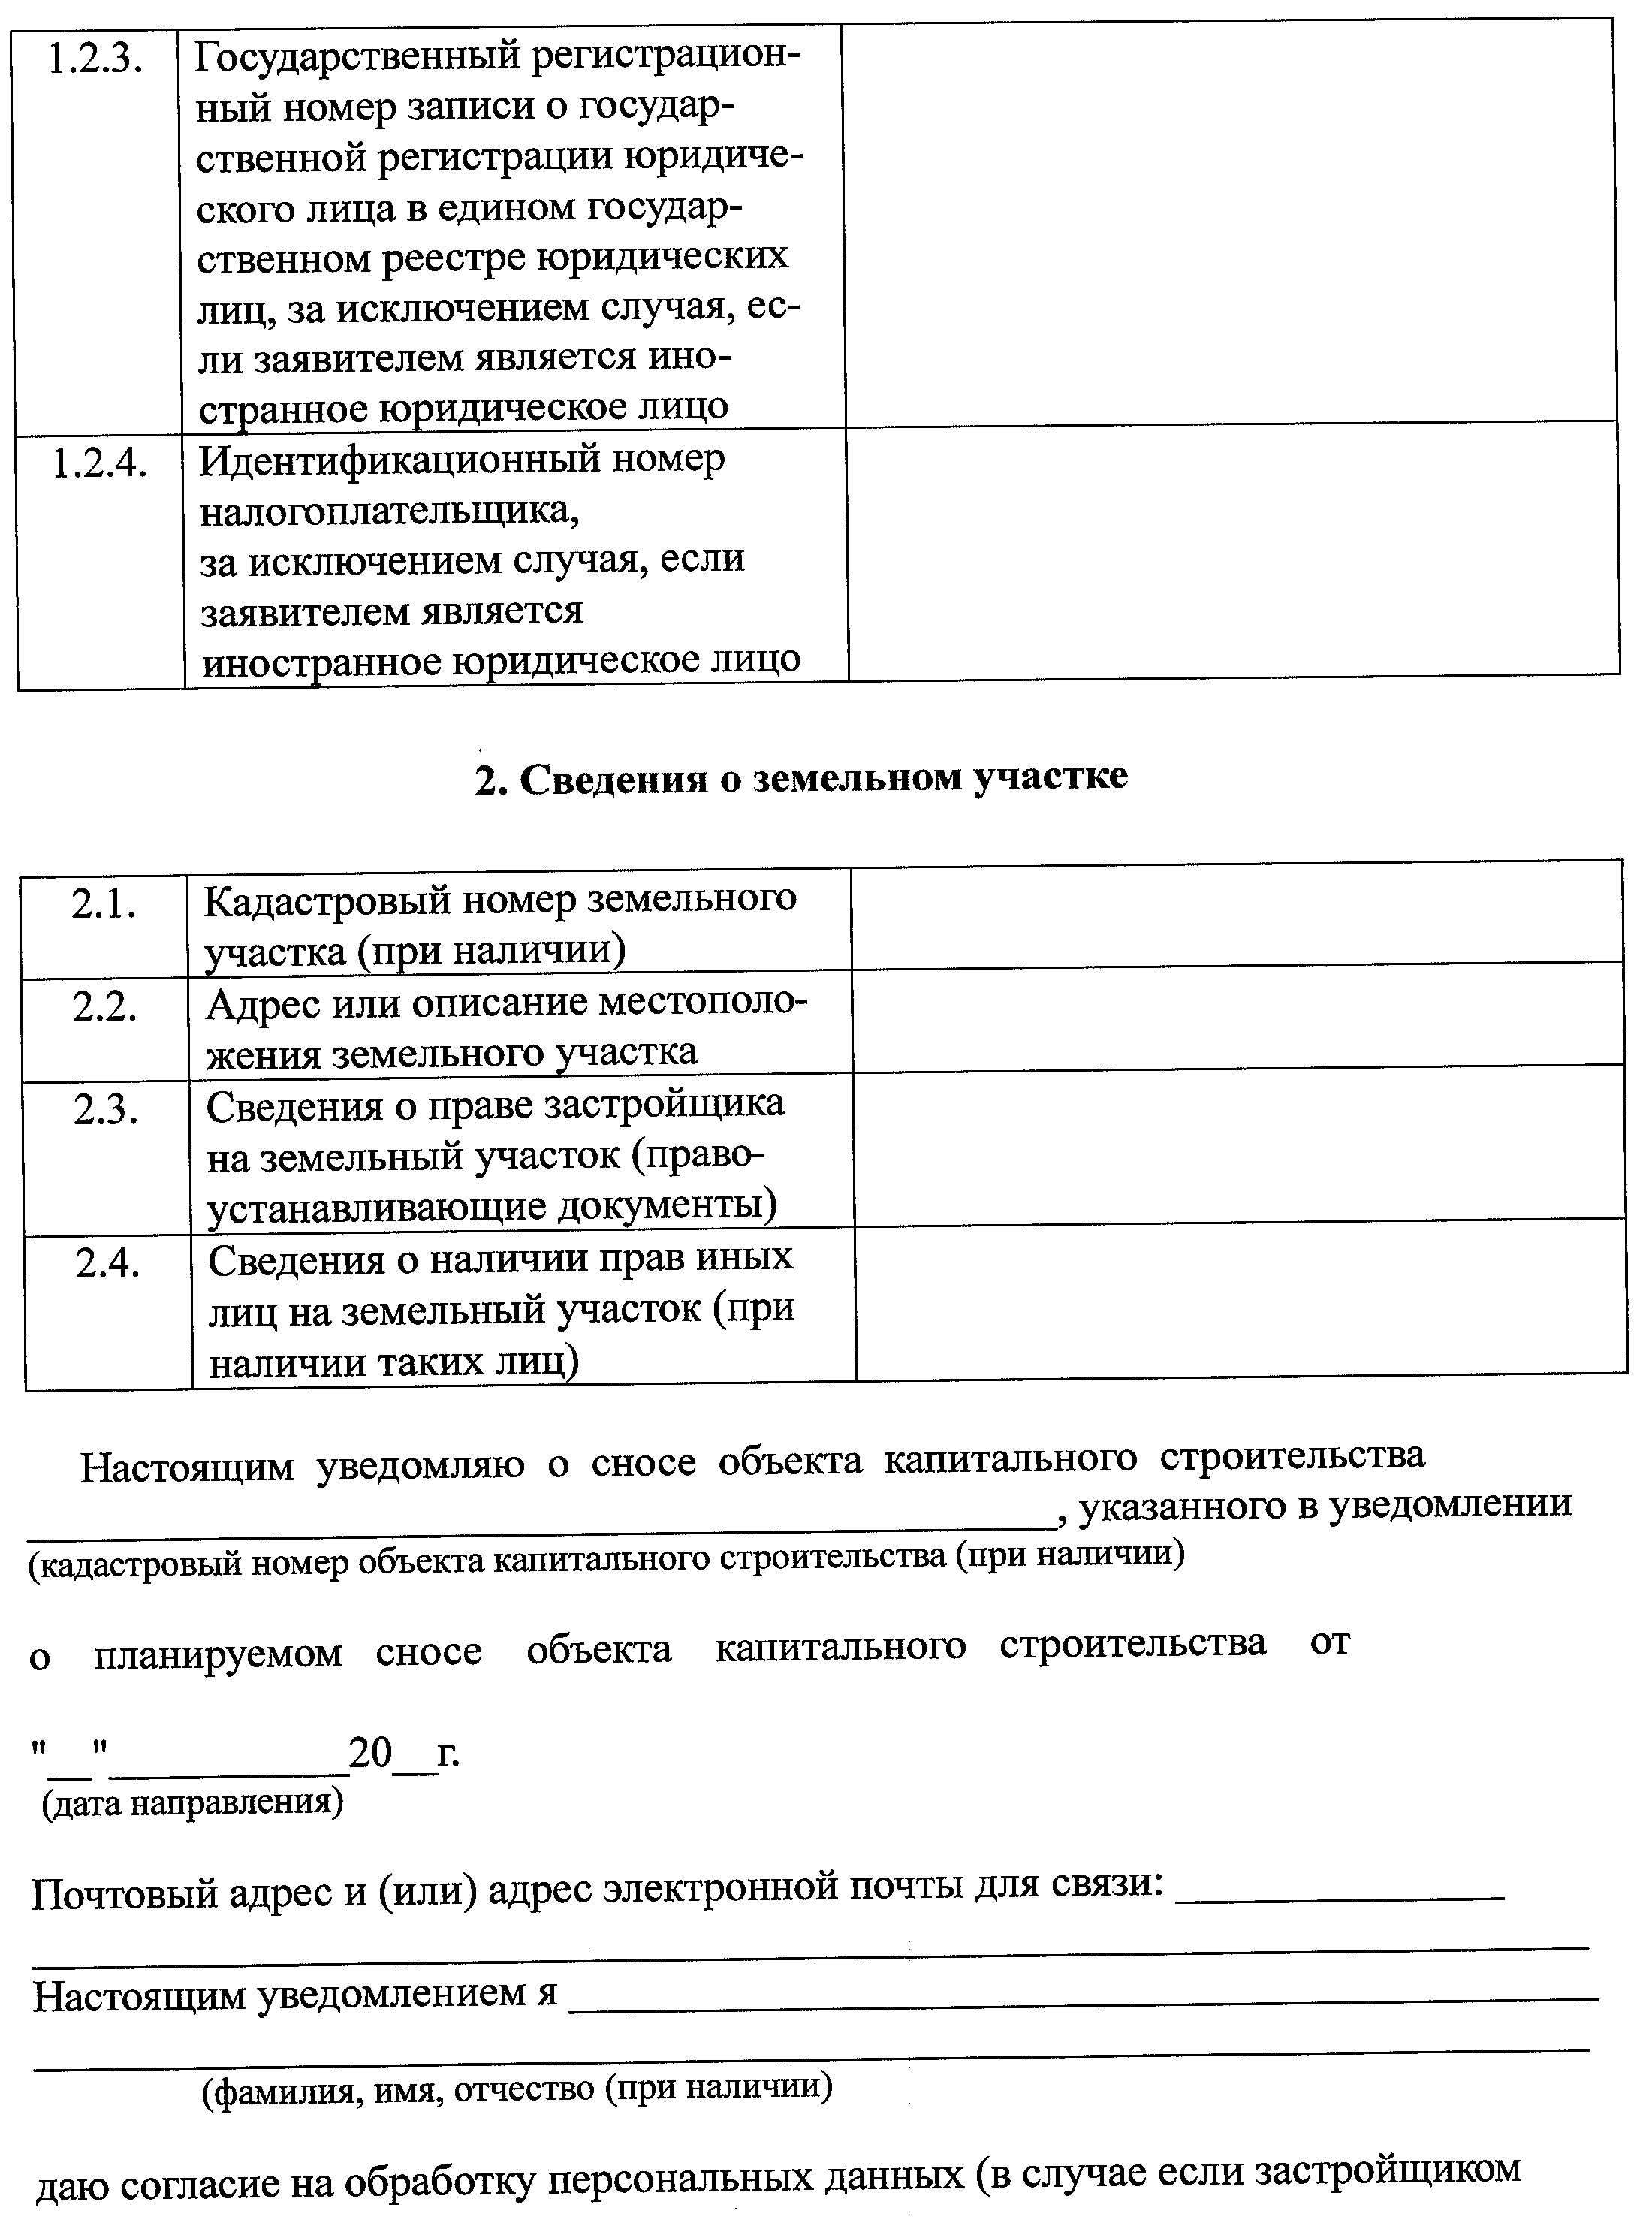 1.2.3. Государственный регистрацион-
ный номер записи о государ-
ственной регистрации юридиче-
ского лица в едином государ-
ственном реестре юридических
лиц, за исключением случая, ес-
ли заявителем является ино-
странное юридическое лицо
1.2.4. Идентификационный номер
налогоплательщика,
за исключением случая, если
заявителем является
иностранное юридическое лицо
2. Сведения о земельном участке
2.1. Кадастровый номер земельного
участка (при наличии)
2.2. Адрес или описание местополо-
жения земельного участка
2.3. Сведения о праве застройщика
на земельный участок (право-
устанавливающие документы)
2.4. Сведения о наличии прав иных
лиц на земельный участок (при
наличии таких лиц)
Настоящим уведомляю о сносе объекта капитального строительства
, указанного в уведомлении
(кадастровый номер объекта капитального строительства (при наличии)
о планируемом сносе объекта капитального строительства от
"__"___________20__г.
(дата направления)
Почтовый адрес и (или) адрес электронной почты для связи: _______________
Настоящим уведомлением я _______________
(фамилия, имя, отчество (при наличии)
даю согласие на обработку персональных данных (в случае если застройщиком